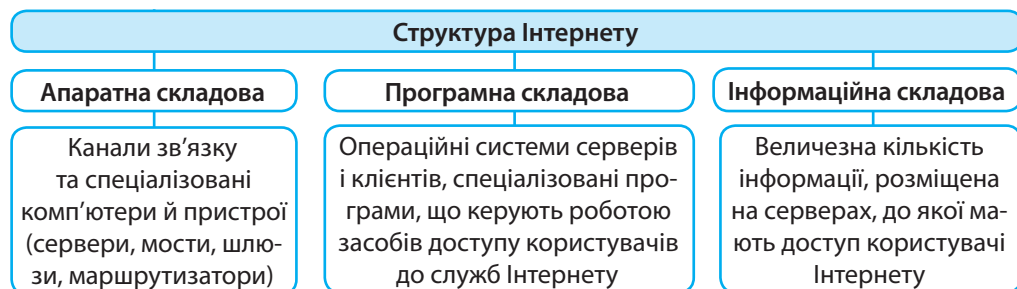 Структура Інтернету
Апаратна складова
Канали зв'язку
та спеціалізовані
комп'ютери й пристрої
(сервери, мости, шлю-
зи, маршрутизатори)
Програмна складова
Операційні системи серверів
і клієнтів, спеціалізовані про-
грами, що керують роботою
засобів доступу користувачів
до служб Інтернету
Інформаційна складова
Величезна кількість
інформації, розміщена
на серверах, до якої ма-
ють доступ користувачі
Інтернету